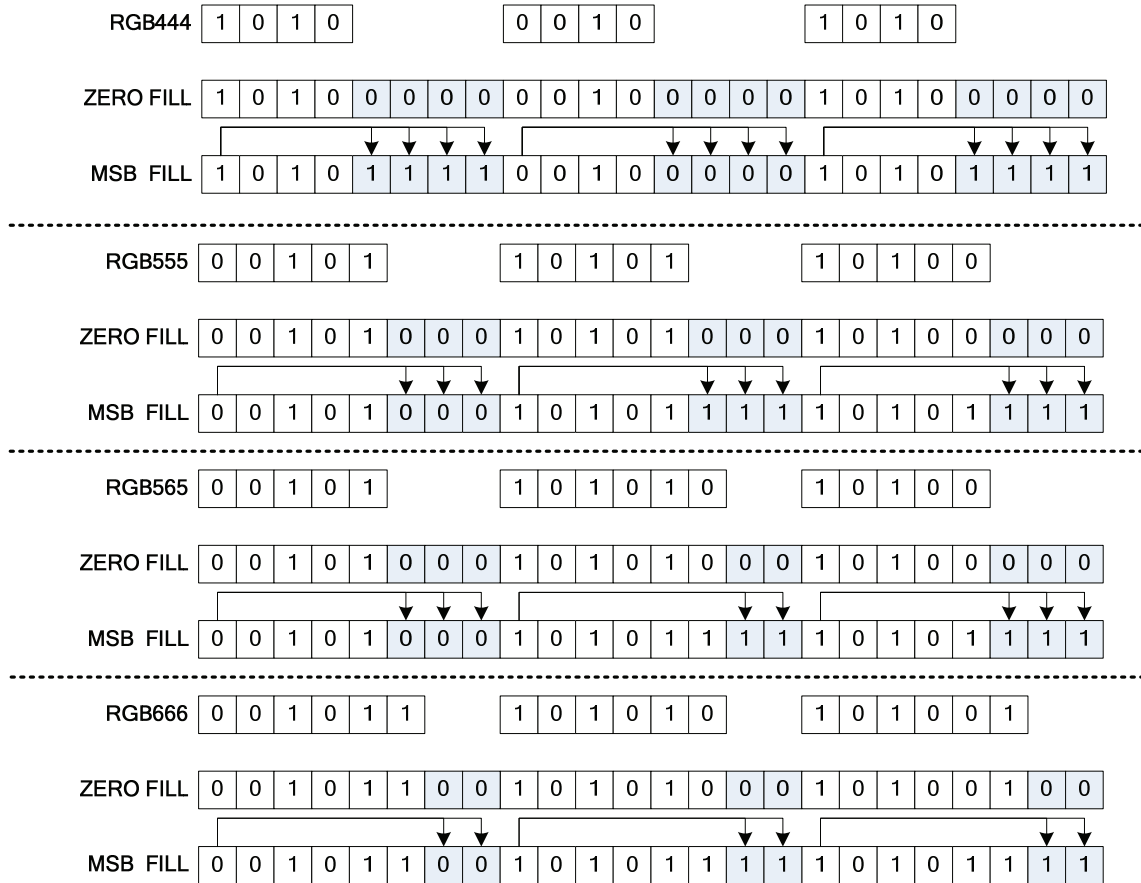 RGB444 1 0 1 0 0 0 1 0 1 0 1 0
ZERO FILL 1 0 1 0 0 0 0 0 0 0 1 0 0 0 0 0 1 0 1 0 0 0 0 0
MSB FILL 1 0 1 0 1 1 1 1 0 0 1 0 0 0 0 0 1 0 1 0 1 1 1 1
RGB555 0 0 1 0 1 1 0 1 0 1 1 0 1 0 0
ZERO FILL 0 0 1 0 1 0 0 0 1 0 1 0 1 0 0 0 1 0 1 0 0 0 0 0
MSB FILL 0 0 1 0 1 0 0 0 1 0 1 0 1 1 1 1 1 0 1 0 1 1 1 1
RGB565 0 0 1 0 1 1 0 1 0 1 0 1 0 1 0 0
ZERO FILL 0 0 1 0 1 0 0 0 1 0 1 0 1 0 0 0 1 0 1 0 0 0 0 0
MSB FILL 0 0 1 0 1 0 0 0 1 0 1 0 1 1 1 1 1 0 1 0 1 1 1 1
RGB666 0 0 1 0 1 1 1 0 1 0 1 0 1 0 1 0 0 1
ZERO FILL 0 0 1 0 1 1 0 0 1 0 1 0 1 0 0 0 1 0 1 0 0 1 0 0
MSB FILL 0 0 1 0 1 1 0 0 1 0 1 0 1 1 1 1 1 0 1 0 1 1 1 1